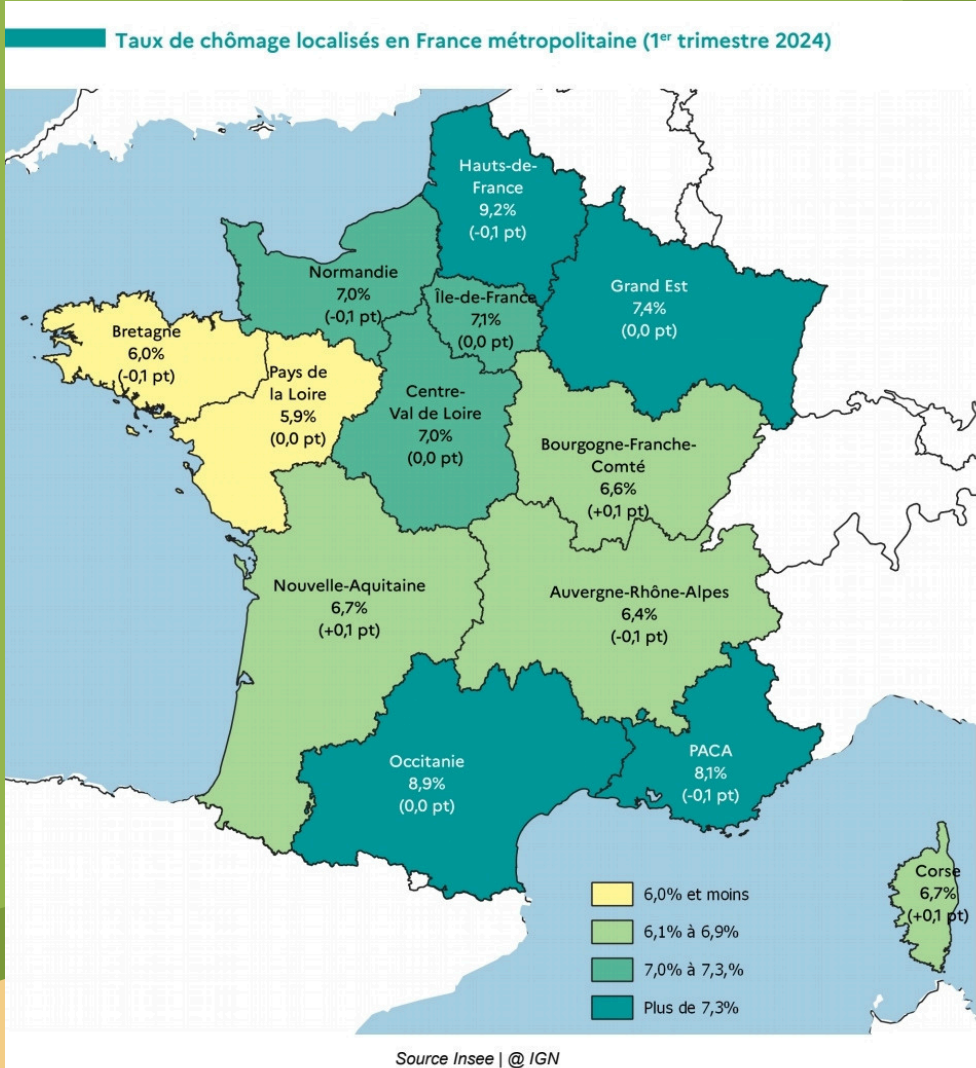 Taux de chômage localisés en France métropolitaine (1er trimestre 2024)
Hauts-de-
France
9,2%
(-0,1 pt)
Normandie
7,0%
(-0,1 pt)
Île-de-France
7,1%
(0,0 pt)
Grand Est
7,4%
(0,0 pt)
Bretagne
6,0%
(-0,1 pt)
Pays de
la Loire
5,9%
(0,0 pt)
Centre-
Val de Loire
7,0%
(0,0 pt)
Bourgogne-Franche-
Comté
6,6%
(+0,1 pt)
Nouvelle-Aquitaine
6,7%
(+0,1 pt)
Auvergne-Rhône-Alpes
6,4%
(-0,1 pt)
Occitanie
8,9%
(0,0 pt)
PACA
8,1%
(-0,1 pt)
Corse
6,7%
(+0,1 pt)
6,0% et moins
6,1% à 6,9%
7,0% à 7,3,%
Plus de 7,3%
Source Insee | @ IGN